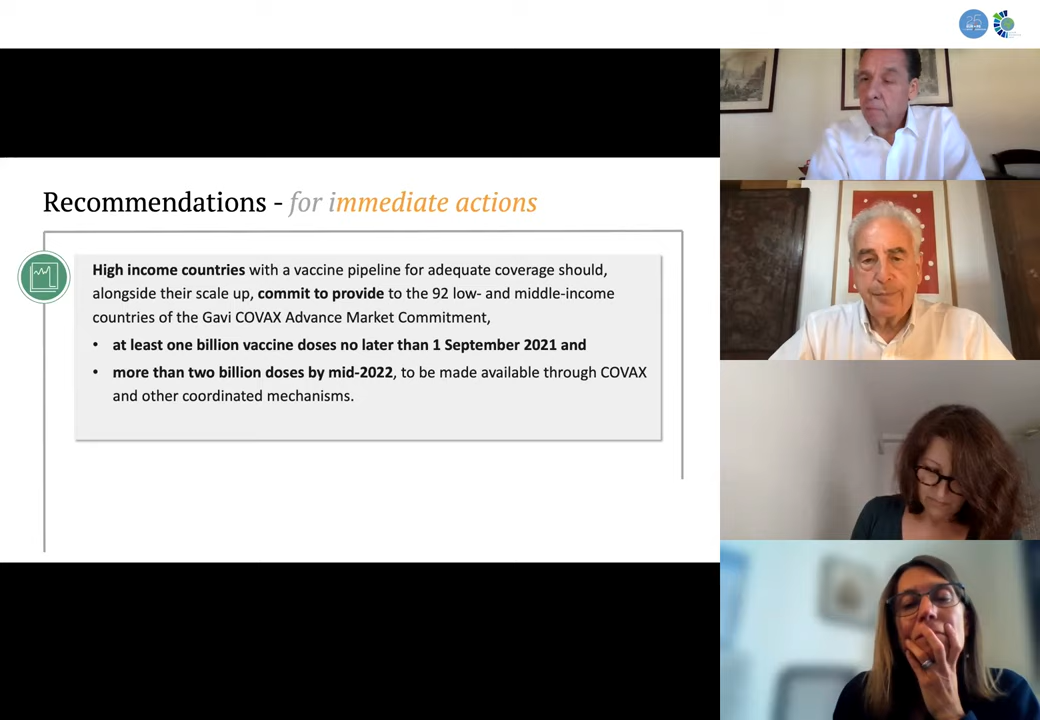 Recommendations - for immediate actions
High income countries with a vaccine pipeline for adequate coverage should,
alongside their scale up, commit to provide to the 92 low- and middle-income
countries of the Gavi COVAX Advance Market Commitment,
• at least one billion vaccine doses no later than 1 September 2021 and
• more than two billion doses by mid-2022, to be made available through COVAX
and other coordinated mechanisms.